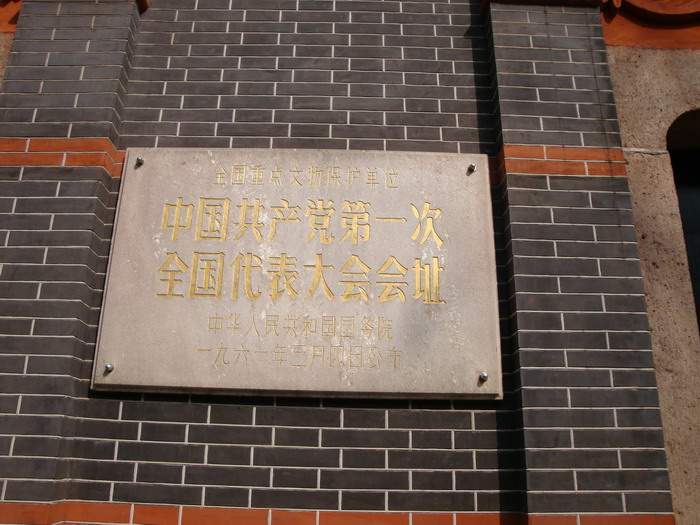 全国重点文物保护单位
中国共产党第一次
全国代表大会会址
中华人民共和国国务院
一九六一年三月四日公布